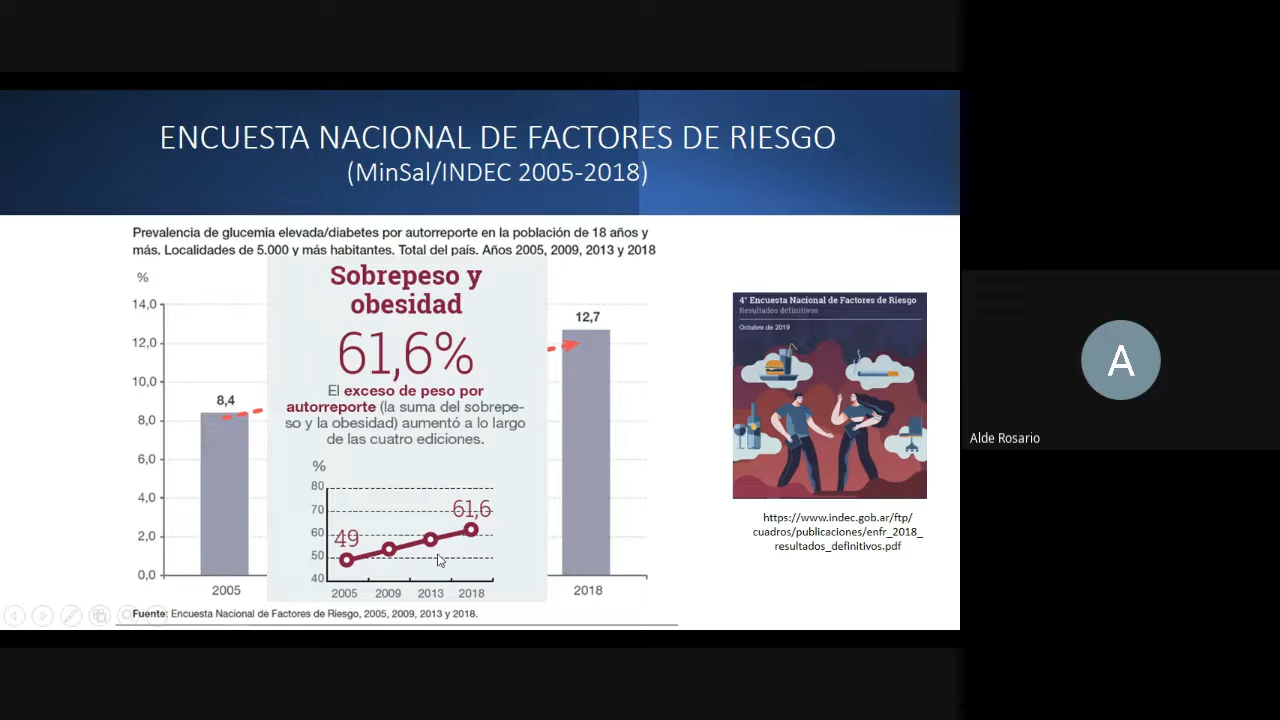 ENCUESTA NACIONAL DE FACTORES DE RIESGO
(MinSal/INDEC 2005-2018)
Prevalencia de glucemia elevada/diabetes por autorreporte en la población de 18 años y
más. Localidades de 5.000 y más habitantes. Total del país. Años 2005, 2009, 2013 y 2018
%
14,0
12,0
10,0
8,0
6,0
4,0
2,0
0,0
8,4
12,7
2005
2018
Sobrepeso y
obesidad
61,6%
El exceso de peso por
autorreporte (la suma del sobrepe-
so y la obesidad) aumentó a lo largo
de las cuatro ediciones.
%
80
70
60
50
40
49
61,6
2005 2009 2013 2018
Fuente: Encuesta Nacional de Factores de Riesgo, 2005, 2009, 2013 y 2018.
4° Encuesta Nacional de Factores de Riesgo
Resultados definitivos
Octubre de 2019
https://www.indec.gob.ar/ftp/
cuadros/publicaciones/enfr_2018_
resultados_definitivos.pdf
A
Alde Rosario